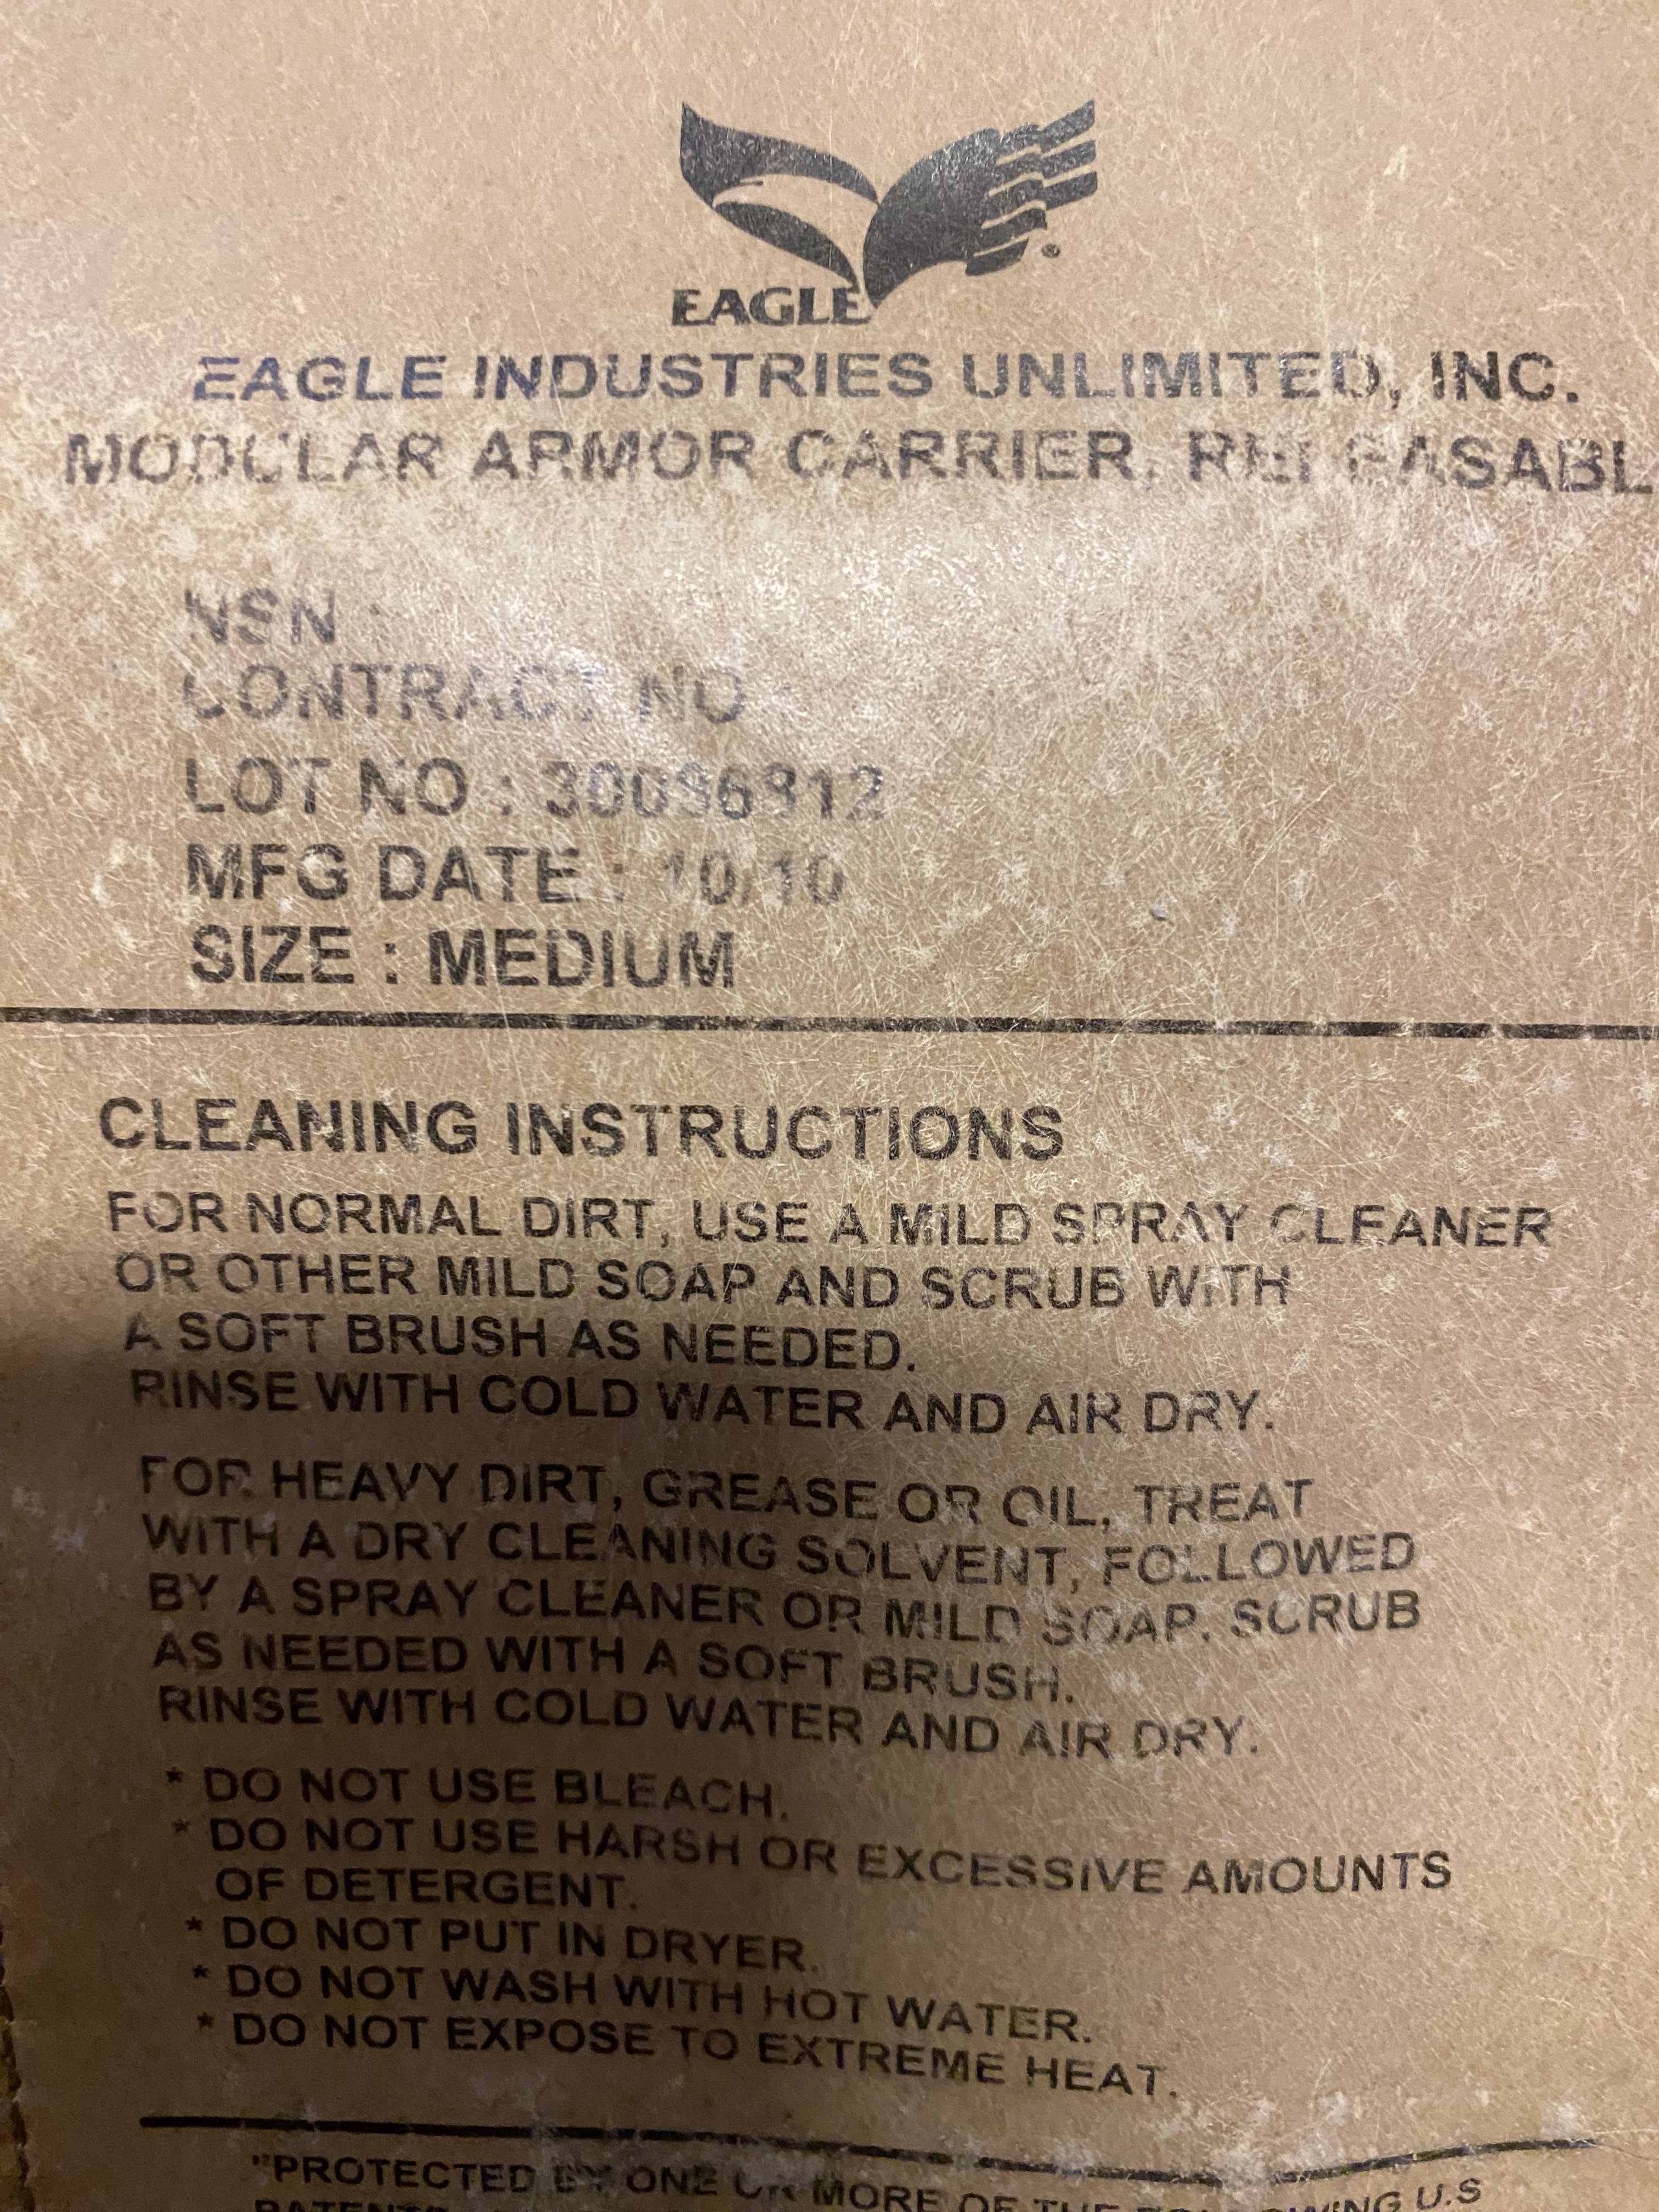 EAGLE
EAGLE INDUSTRIES UNLIMITED, INC.
MODULAR ARMOR CARRIER, RELEASABL
NSN :
CONTRACT NO :
LOT NO :
MFG DATE : 10/10
SIZE : MEDIUM
CLEANING INSTRUCTIONS
FOR NORMAL DIRT, USE A MILD SPRAY CLEANER
OR OTHER MILD SOAP AND SCRUB WITH
A SOFT BRUSH AS NEEDED.
RINSE WITH COLD WATER AND AIR DRY.
FOR HEAVY DIRT, GREASE OR OIL, TREAT
WITH A DRY CLEANING SOLVENT, FOLLOWED
BY A SPRAY CLEANER OR MILD SOAP. SCRUB
AS NEEDED WITH A SOFT BRUSH.
RINSE WITH COLD WATER AND AIR DRY.
* DO NOT USE BLEACH.
* DO NOT USE HARSH OR EXCESSIVE AMOUNTS
OF DETERGENT.
* DO NOT PUT IN DRYER.
* DO NOT WASH WITH HOT WATER.
* DO NOT EXPOSE TO EXTREME HEAT.
"PROTECTED BY ONE OR MORE OF THE FOLLOWING U.S